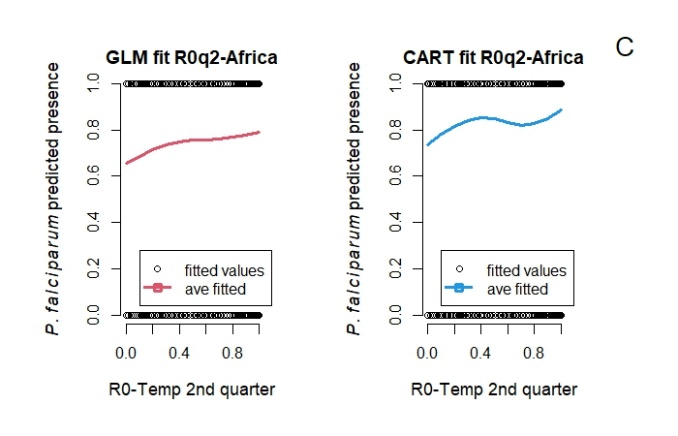 C
GLM fit R0q2-Africa
P. falciparum predicted presence
1.0
0.8
0.6
0.4
0.2
0.0
fitted values
ave fitted
0.0 0.4 0.8
R0-Temp 2nd quarter
CART fit R0q2-Africa
P. falciparum predicted presence
1.0
0.8
0.6
0.4
0.2
0.0
fitted values
ave fitted
0.0 0.4 0.8
R0-Temp 2nd quarter